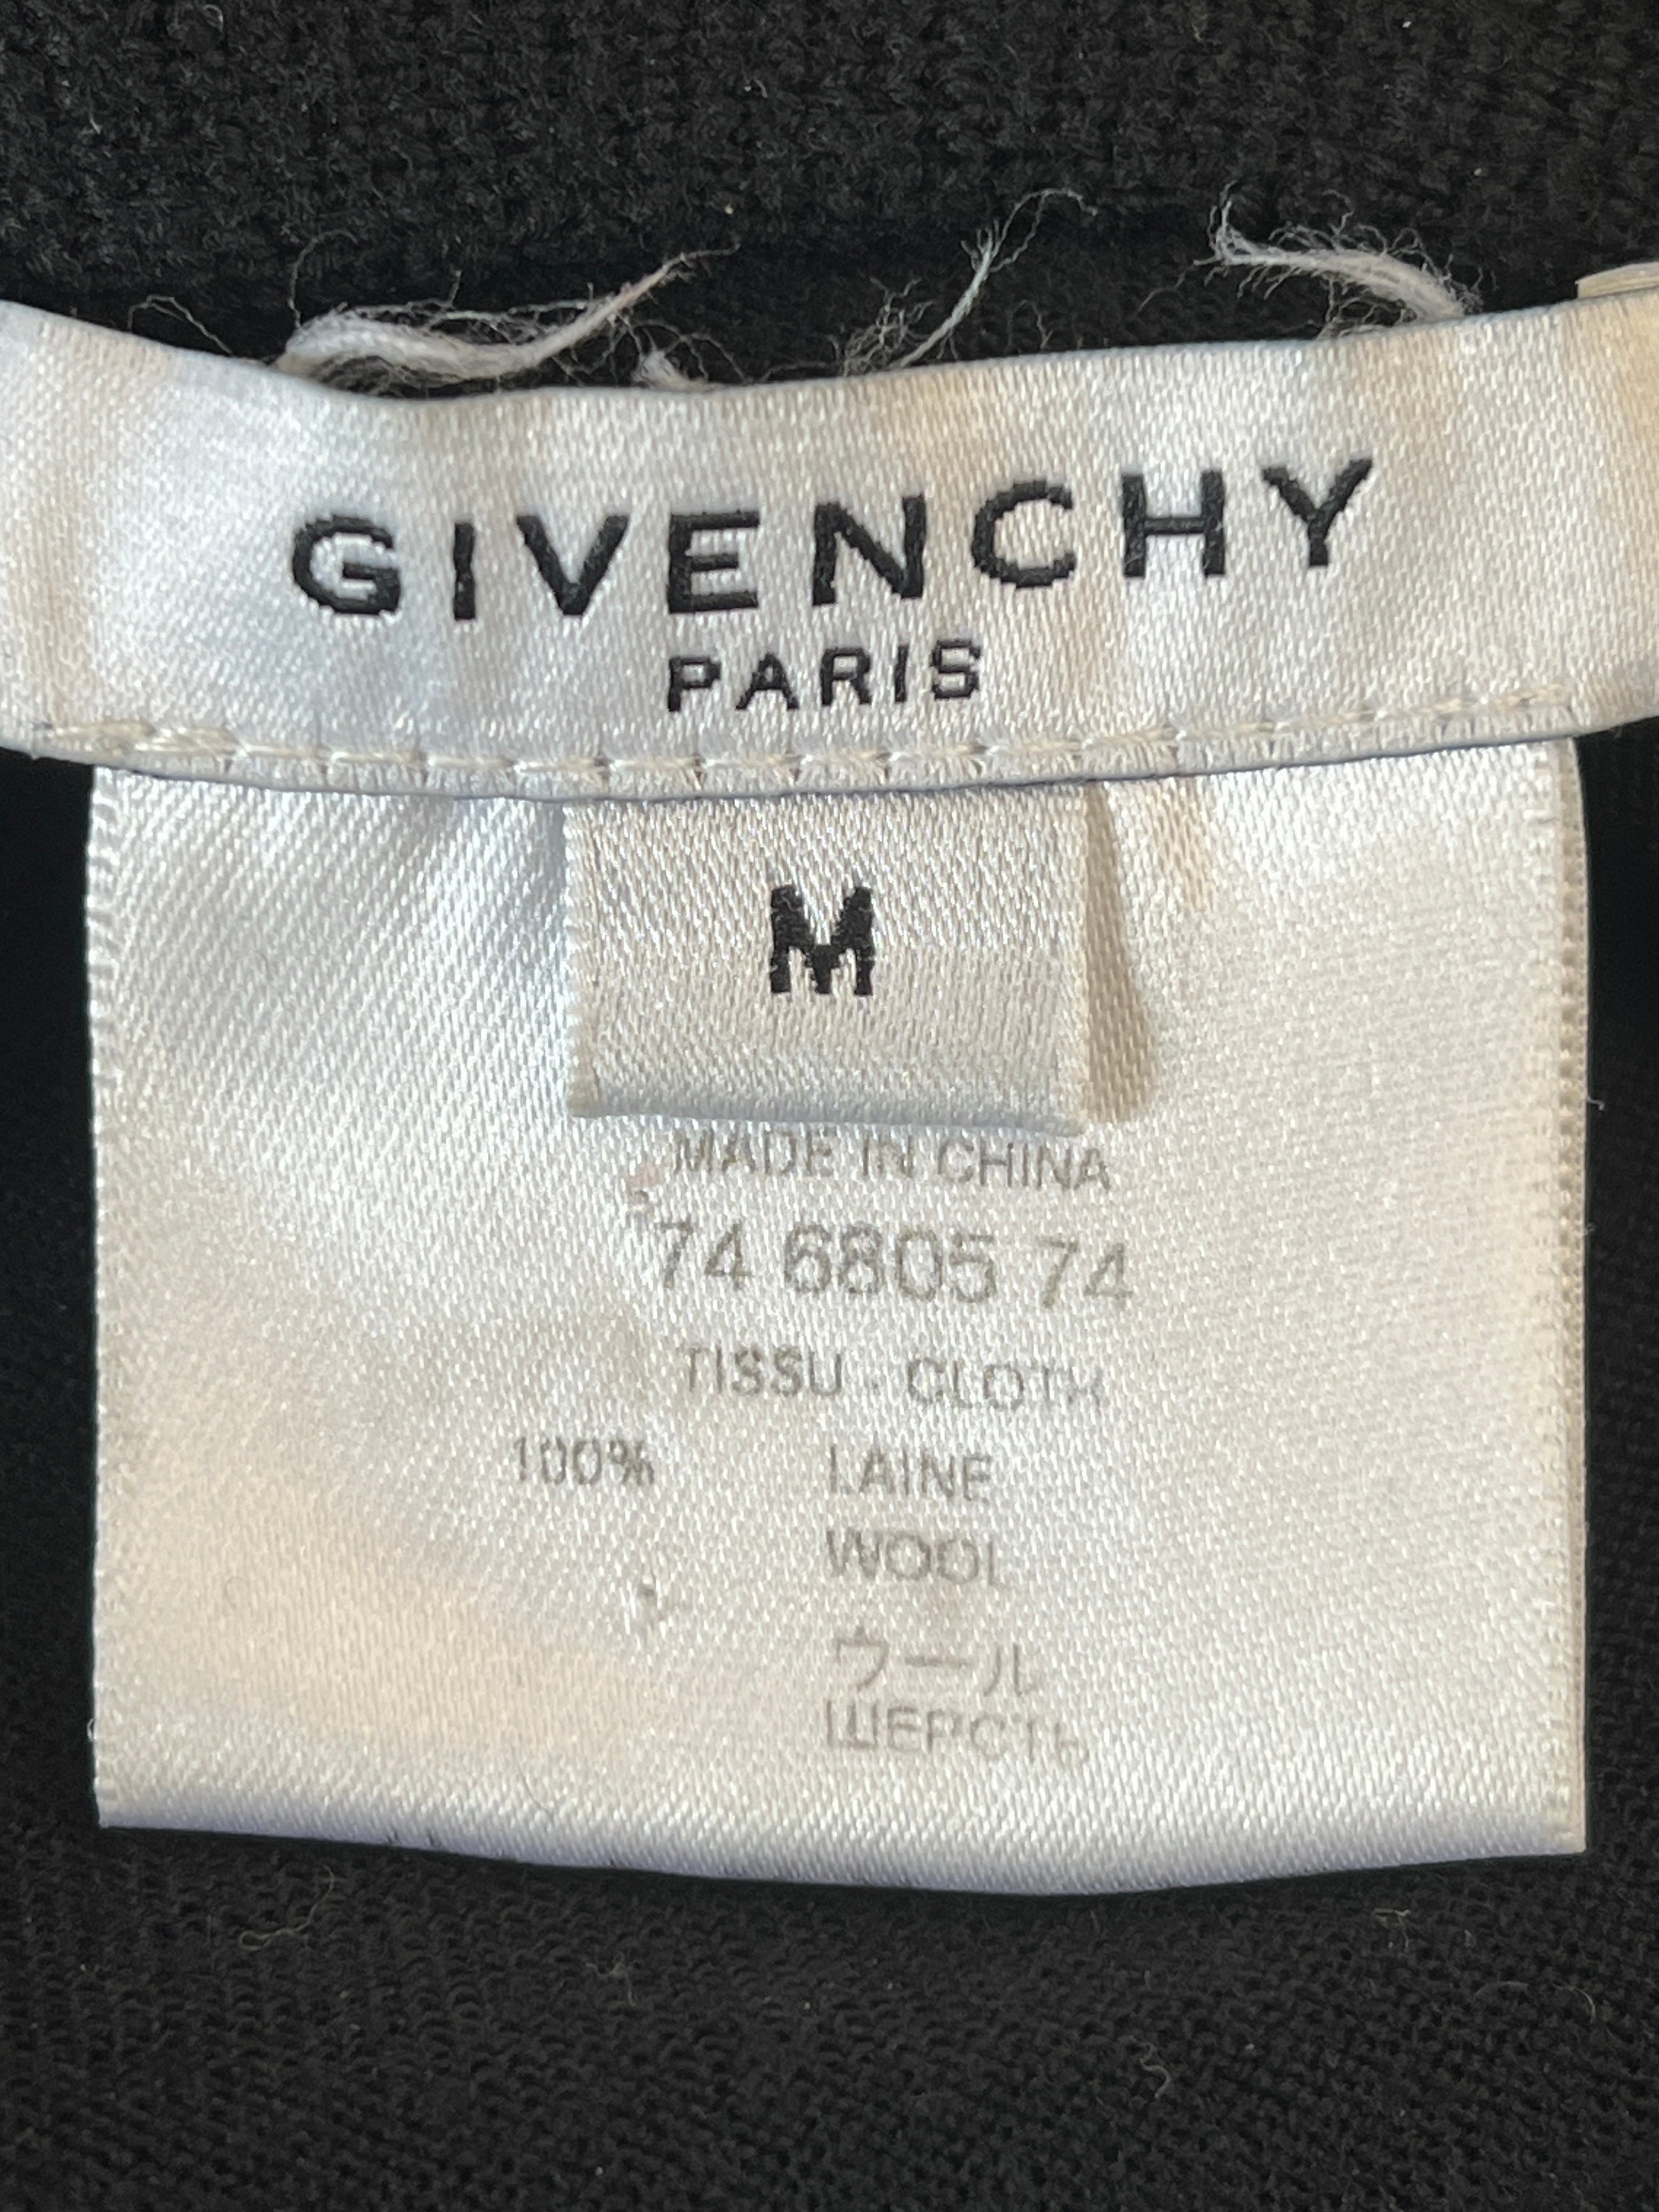 GIVENCHY
PARIS
M
MADE IN CHINA
74 6805 74
TISSU - CLOTH
100% LAINE
WOOL
ウール
ШЕРСТЬ